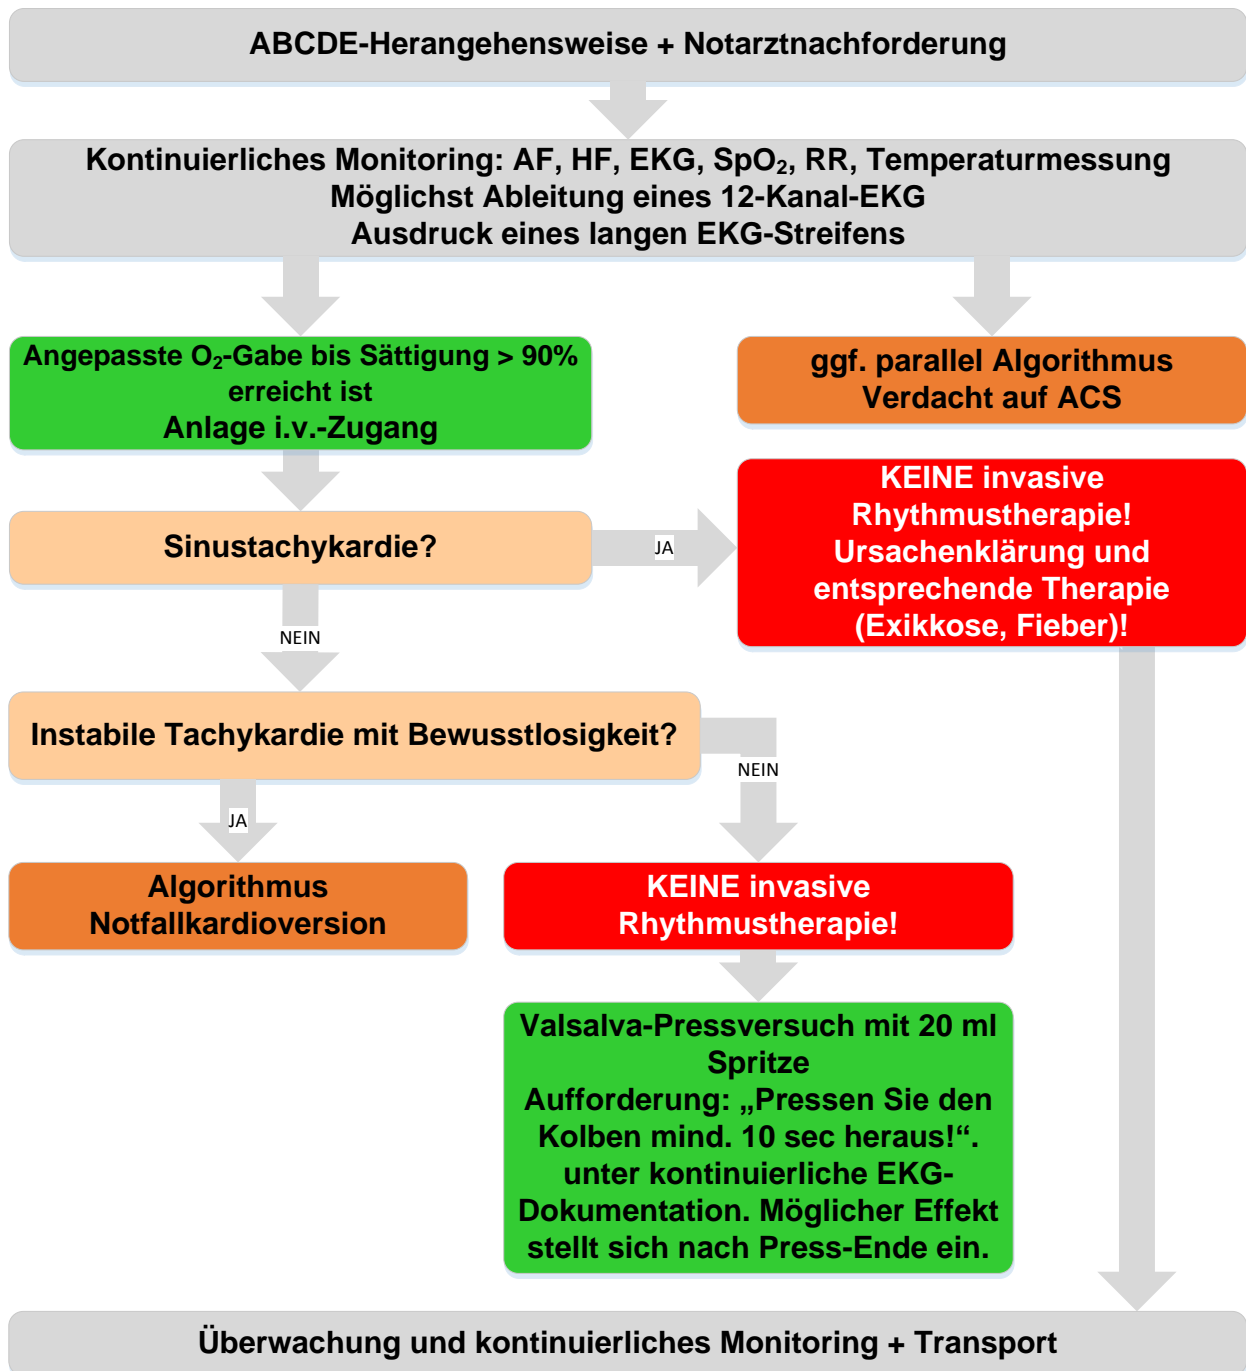 ABCDE-Herangehensweise + Notarztnachforderung
Kontinuierliches Monitoring: AF, HF, EKG, SpO₂, RR, Temperaturmessung
Möglichst Ableitung eines 12-Kanal-EKG
Ausdruck eines langen EKG-Streifens
Angepasste O₂-Gabe bis Sättigung > 90%
erreicht ist
Anlage i.v.-Zugang
ggf. parallel Algorithmus
Verdacht auf ACS
Sinustachykardie?
JA
KEINE invasive
Rhythmustherapie!
Ursachenklärung und
entsprechende Therapie
(Exikkose, Fieber)!
NEIN
Instabile Tachykardie mit Bewusstlosigkeit?
NEIN
JA
Algorithmus
Notfallkardioversion
KEINE invasive
Rhythmustherapie!
Valsalva-Pressversuch mit 20 ml
Spritze
Aufforderung: „Pressen Sie den
Kolben mind. 10 sec heraus!“.
unter kontinuierliche EKG-
Dokumentation. Möglicher Effekt
stellt sich nach Press-Ende ein.
Überwachung und kontinuierliches Monitoring + Transport